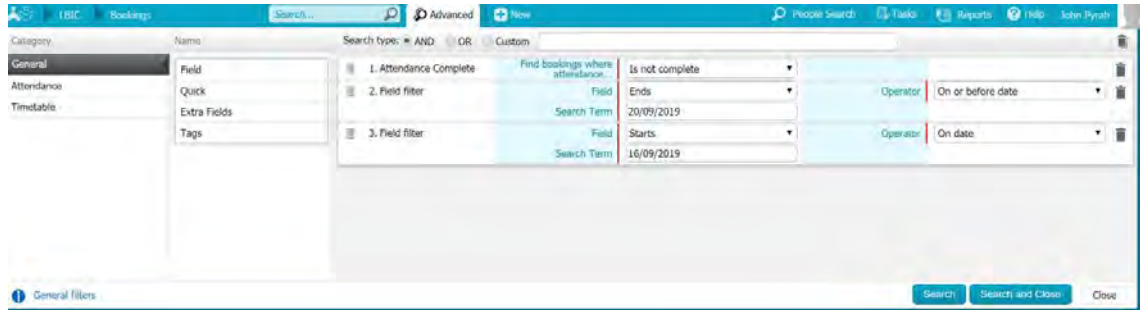 LBIC Bookings Search... Advanced New People Search Tasks Reports Help John Pyrah
Category Name Search type: AND OR Custom
General Field 1. Attendance Complete Find bookings where attendance... Is not complete
Attendance Quick 2. Field filter Field Ends Operator On or before date
Timetable Extra Fields Search Term 20/09/2019
Tags 3. Field filter Field Starts Operator On date
Search Term 16/09/2019
General filters Search Search and Close Close